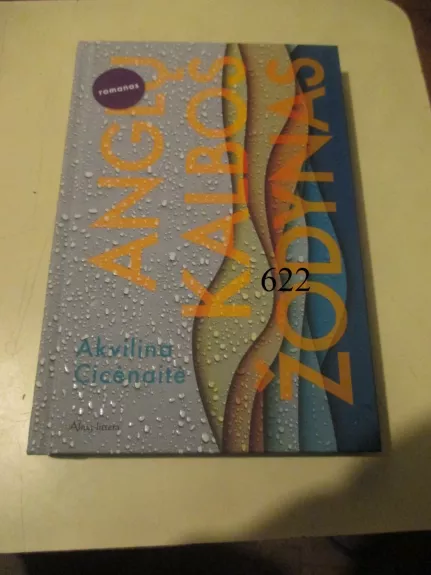 romanas
ANGLŲ
KALBOS
ŽODYNAS
622
Akvilina
Cicėnaitė
Alma littera